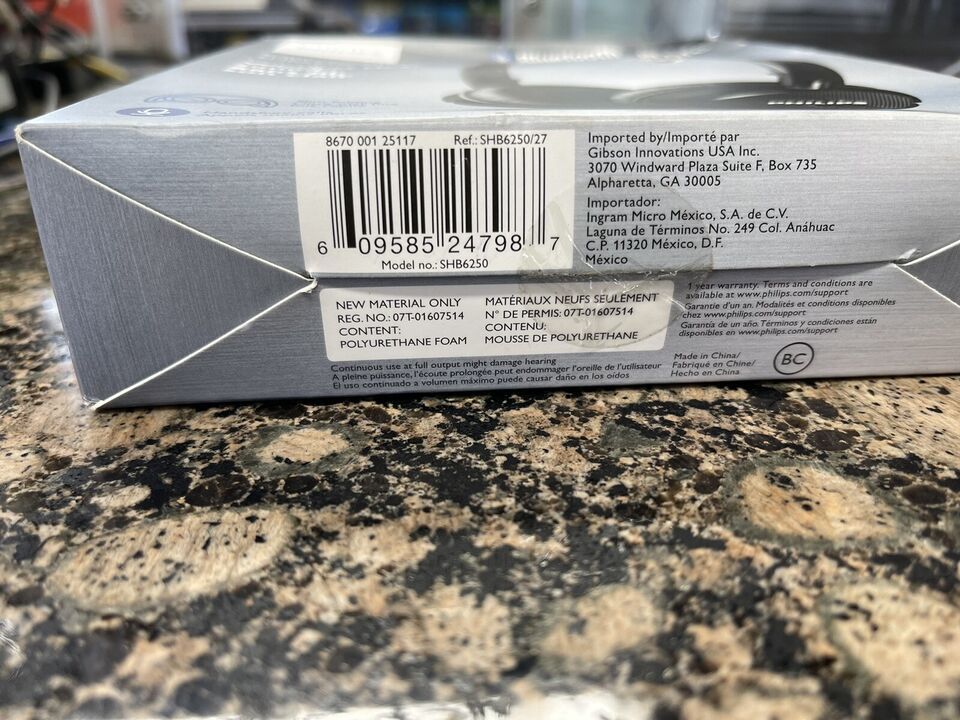 PHILIPS
8670 001 25117 Ref.: SHB6250/27
6 09585 24798 7
Model no.: SHB6250
Imported by/Importé par
Gibson Innovations USA Inc.
3070 Windward Plaza Suite F, Box 735
Alpharetta, GA 30005
Importador:
Ingram Micro México, S.A. de C.V.
Laguna de Términos No. 249 Col. Anáhuac
C.P. 11320 México, D.F.
México
NEW MATERIAL ONLY
REG. NO.: 07T-01607514
CONTENT:
POLYURETHANE FOAM
MATÉRIAUX NEUFS SEULEMENT
N° DE PERMIS: 07T-01607514
CONTENU:
MOUSSE DE POLYURETHANE
1 year warranty. Terms and conditions are
available at www.philips.com/support
Garantie d'un an. Modalités et conditions disponibles
chez www.philips.com/support
Garantía de un año. Términos y condiciones están
disponibles en www.philips.com/support
Continuous use at full output might damage hearing
A pleine puissance, l'écoute prolongée peut endommager l'oreille de l'utilisateur
El uso continuado a volumen máximo puede causar daño en los oídos
Made in China/
Fabriqué en Chine/
Hecho en China
BC